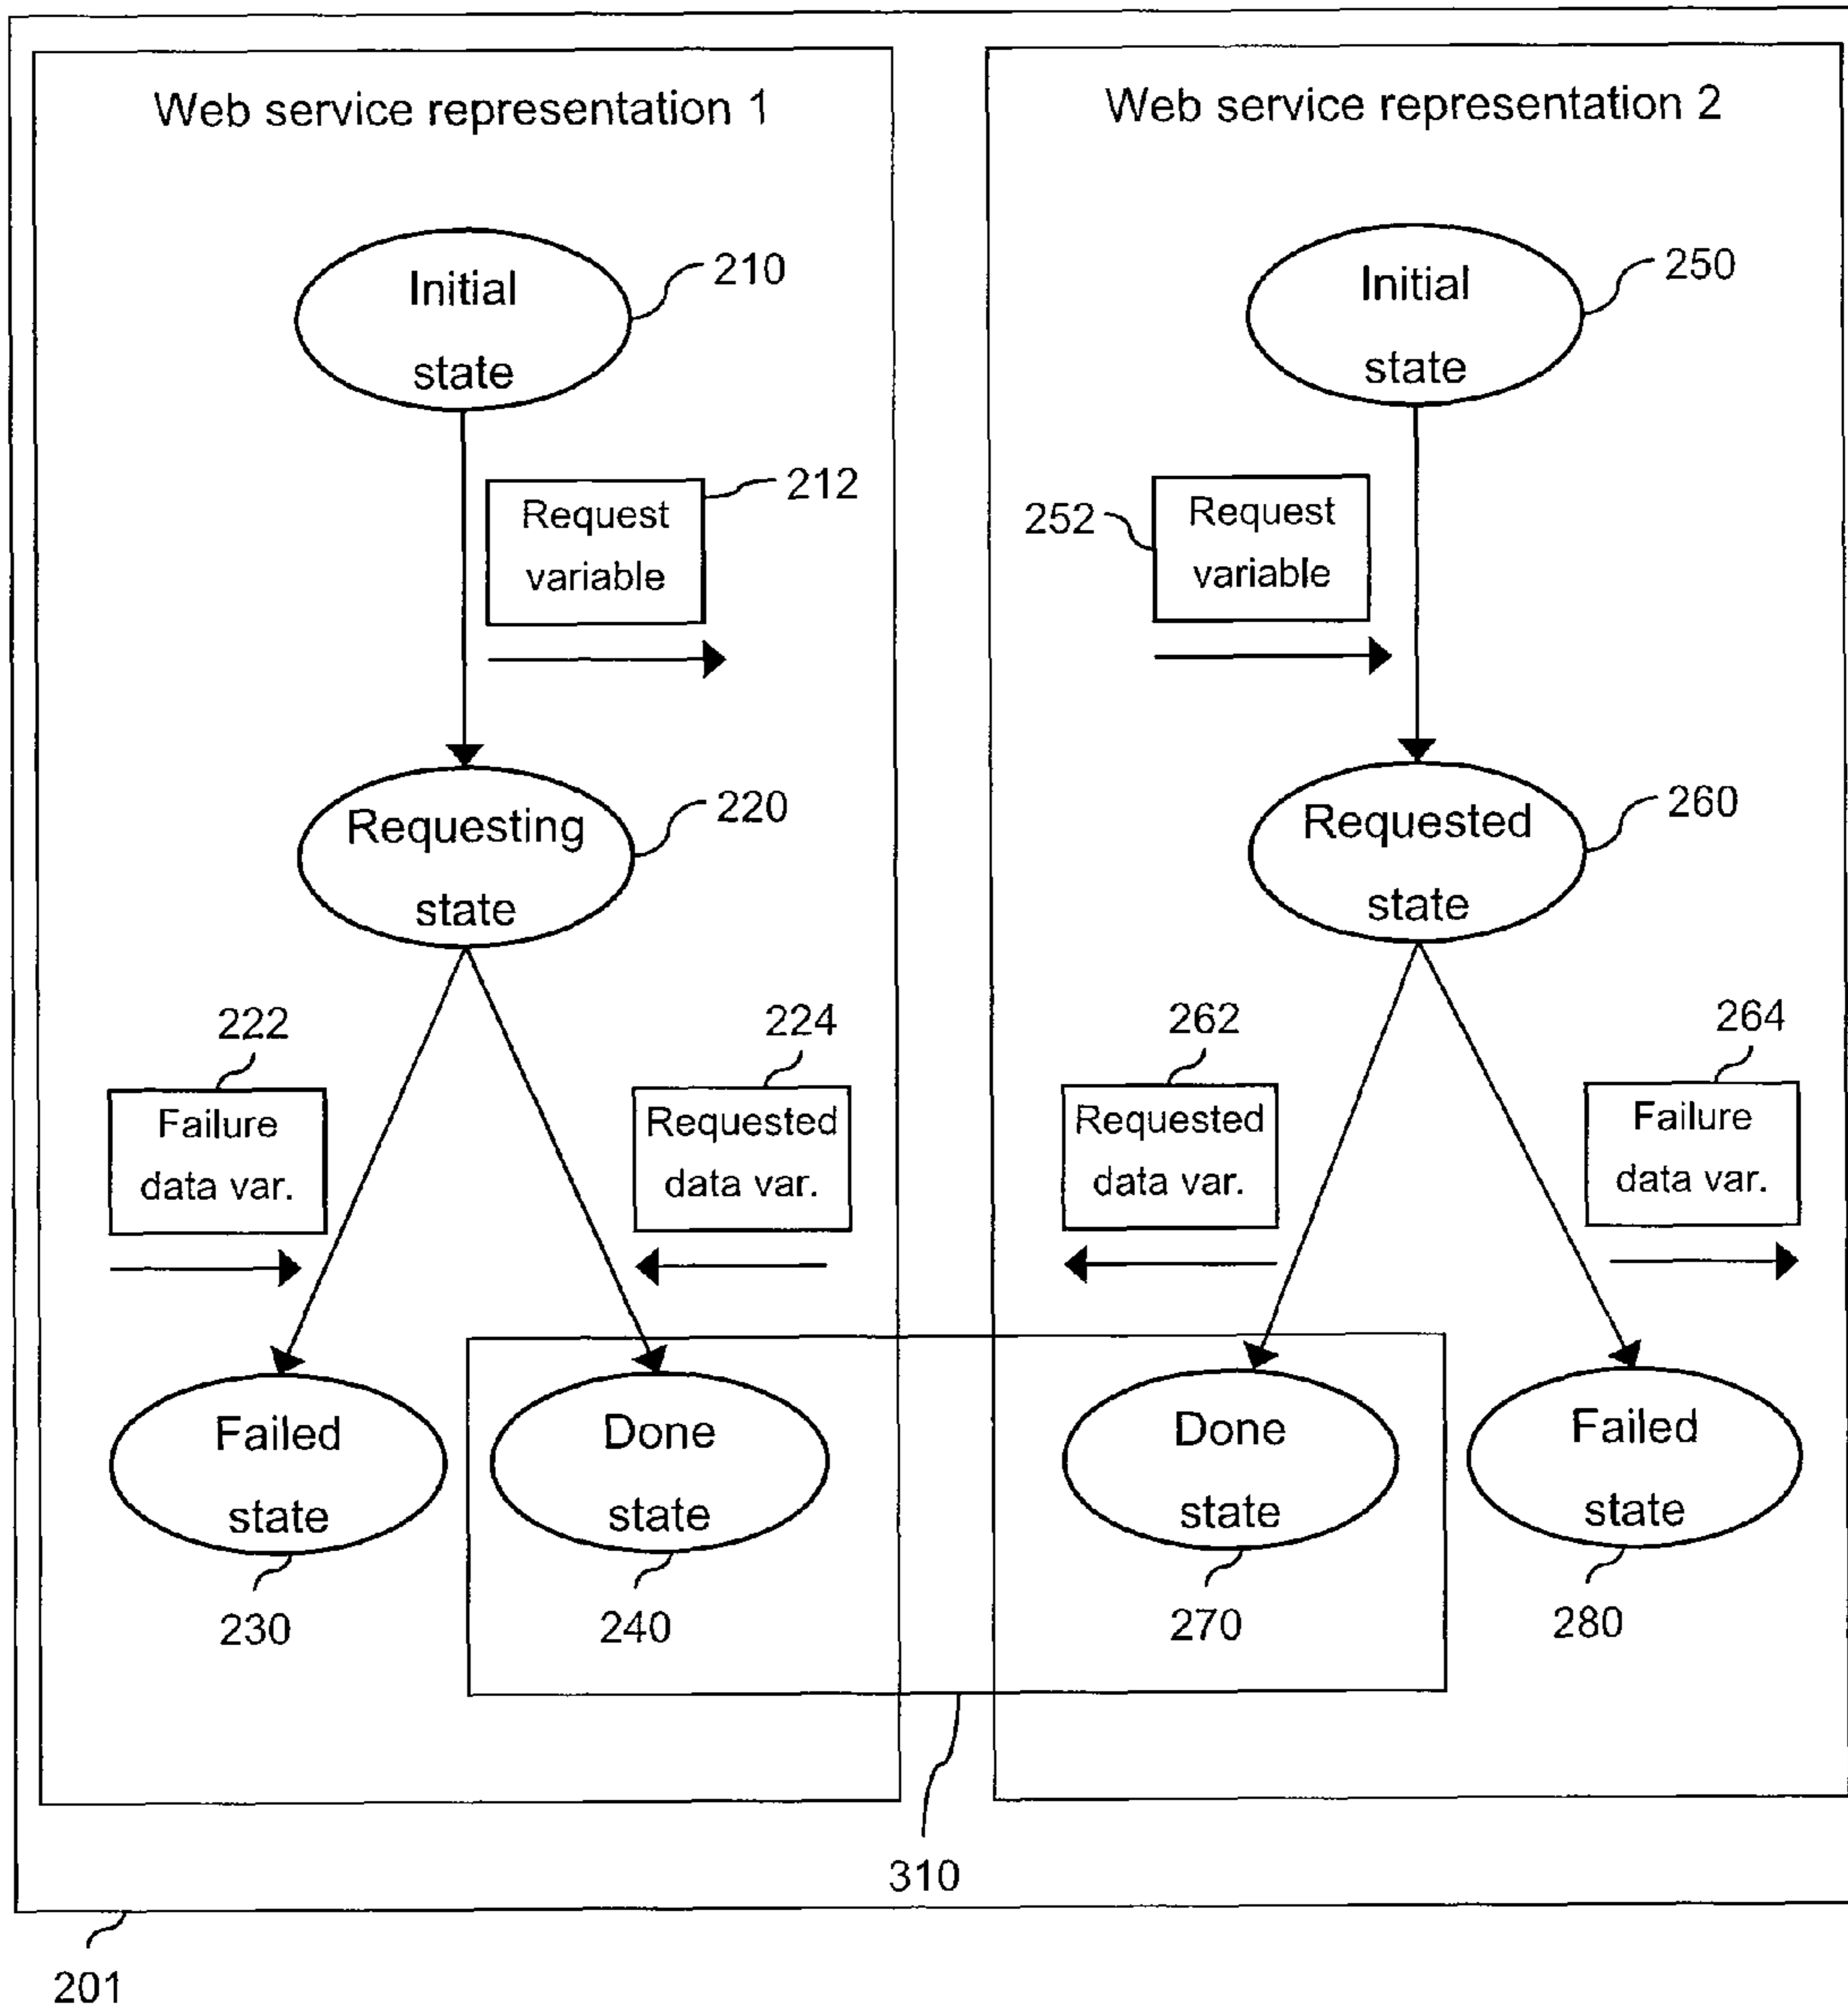 Web service representation 1
Initial
state
210
Request
variable
212
Requesting
state
220
222
Failure
data var.
224
Requested
data var.
Failed
state
230
Done
state
240
Web service representation 2
Initial
state
250
252
Request
variable
Requested
state
260
262
Requested
data var.
264
Failure
data var.
Done
state
270
Failed
state
280
310
201